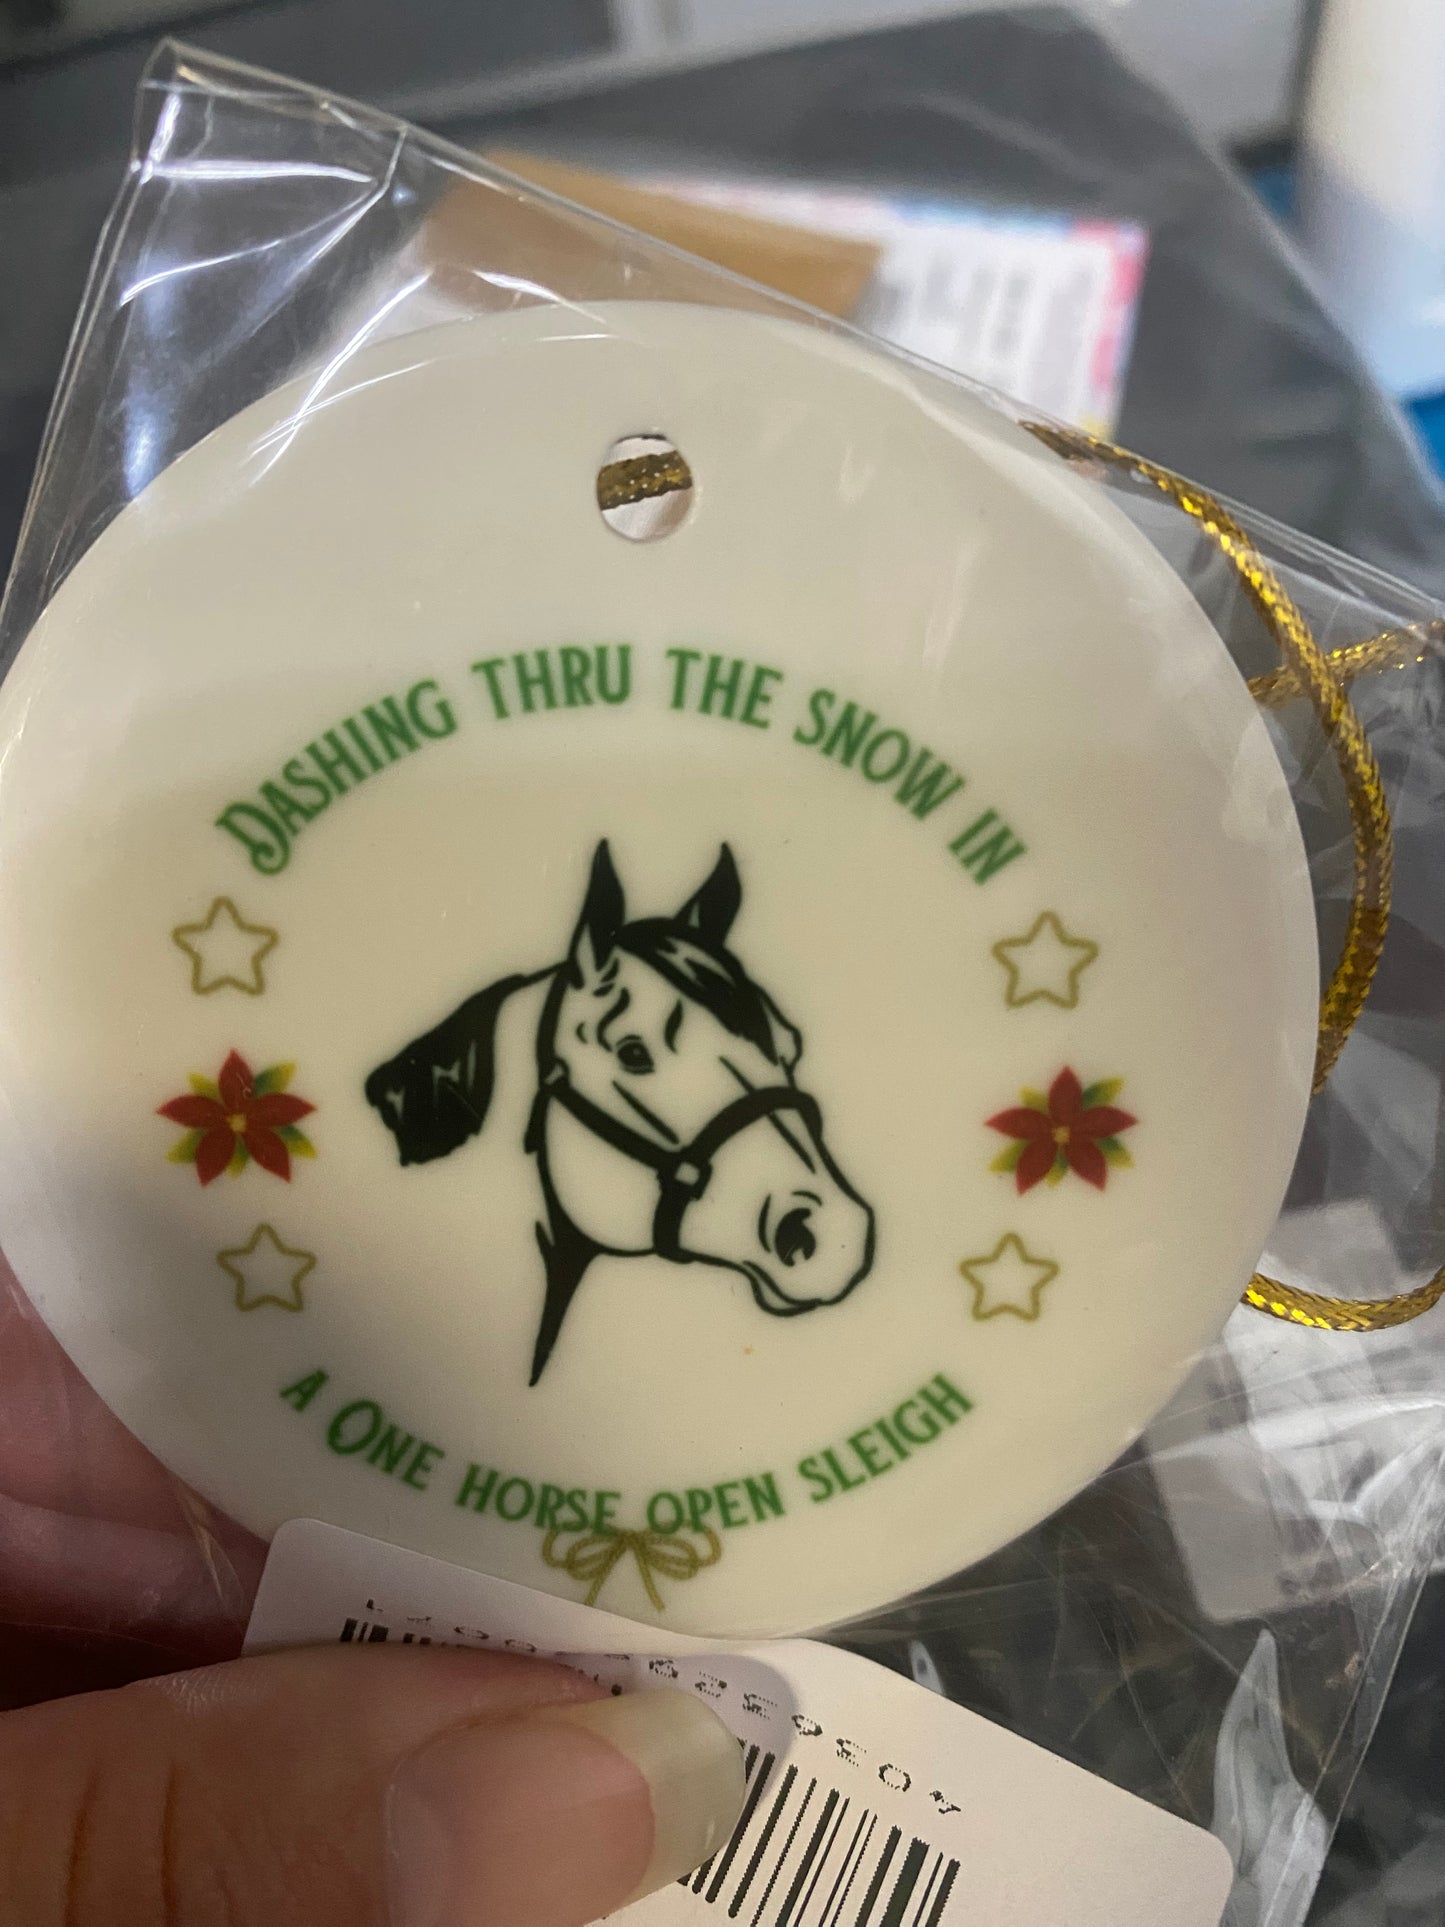 DASHING THRU THE SNOW IN
A ONE HORSE OPEN SLEIGH